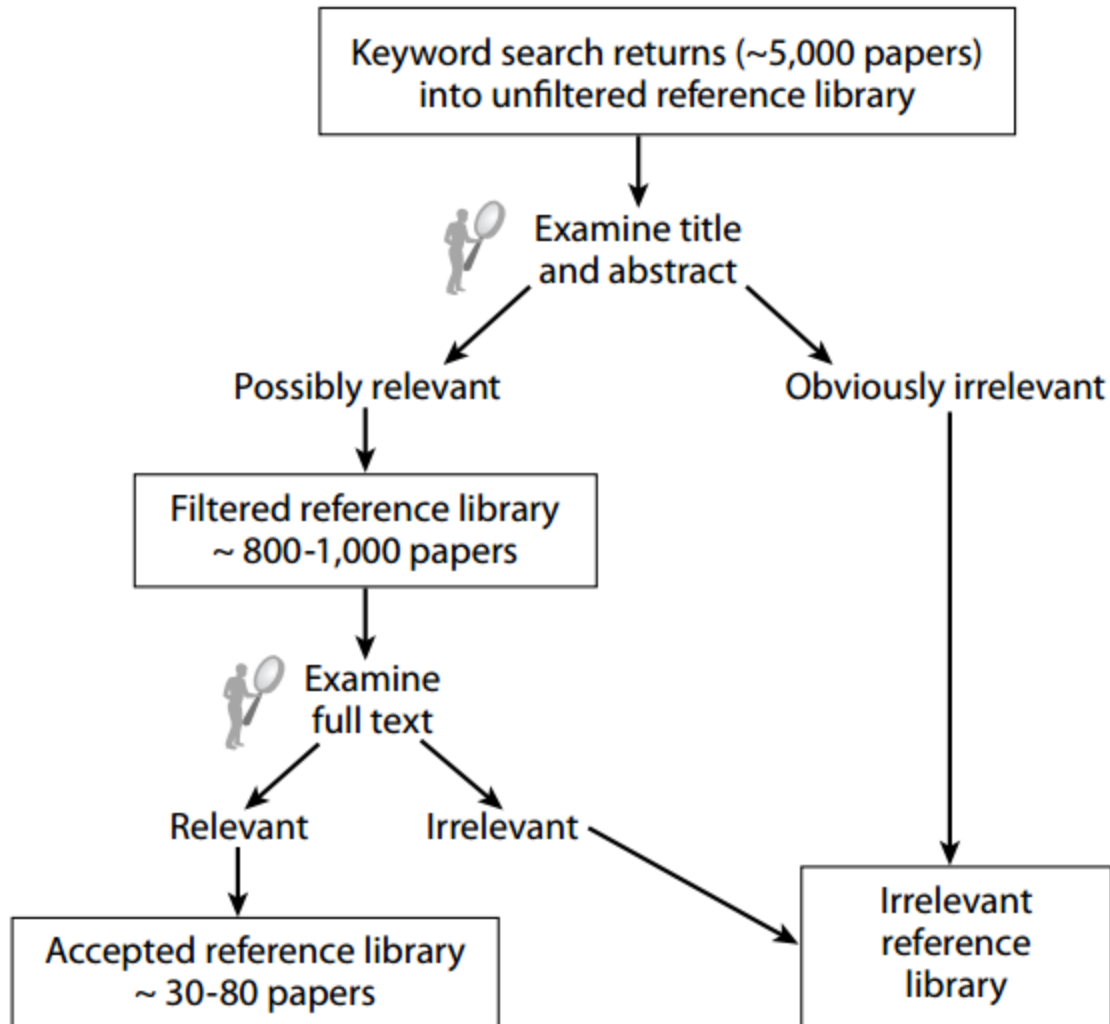 Keyword search returns (~5,000 papers)
into unfiltered reference library
Examine title
and abstract
Possibly relevant
Obviously irrelevant
Filtered reference library
~ 800-1,000 papers
Examine
full text
Relevant
Irrelevant
Accepted reference library
~ 30-80 papers
Irrelevant
reference
library